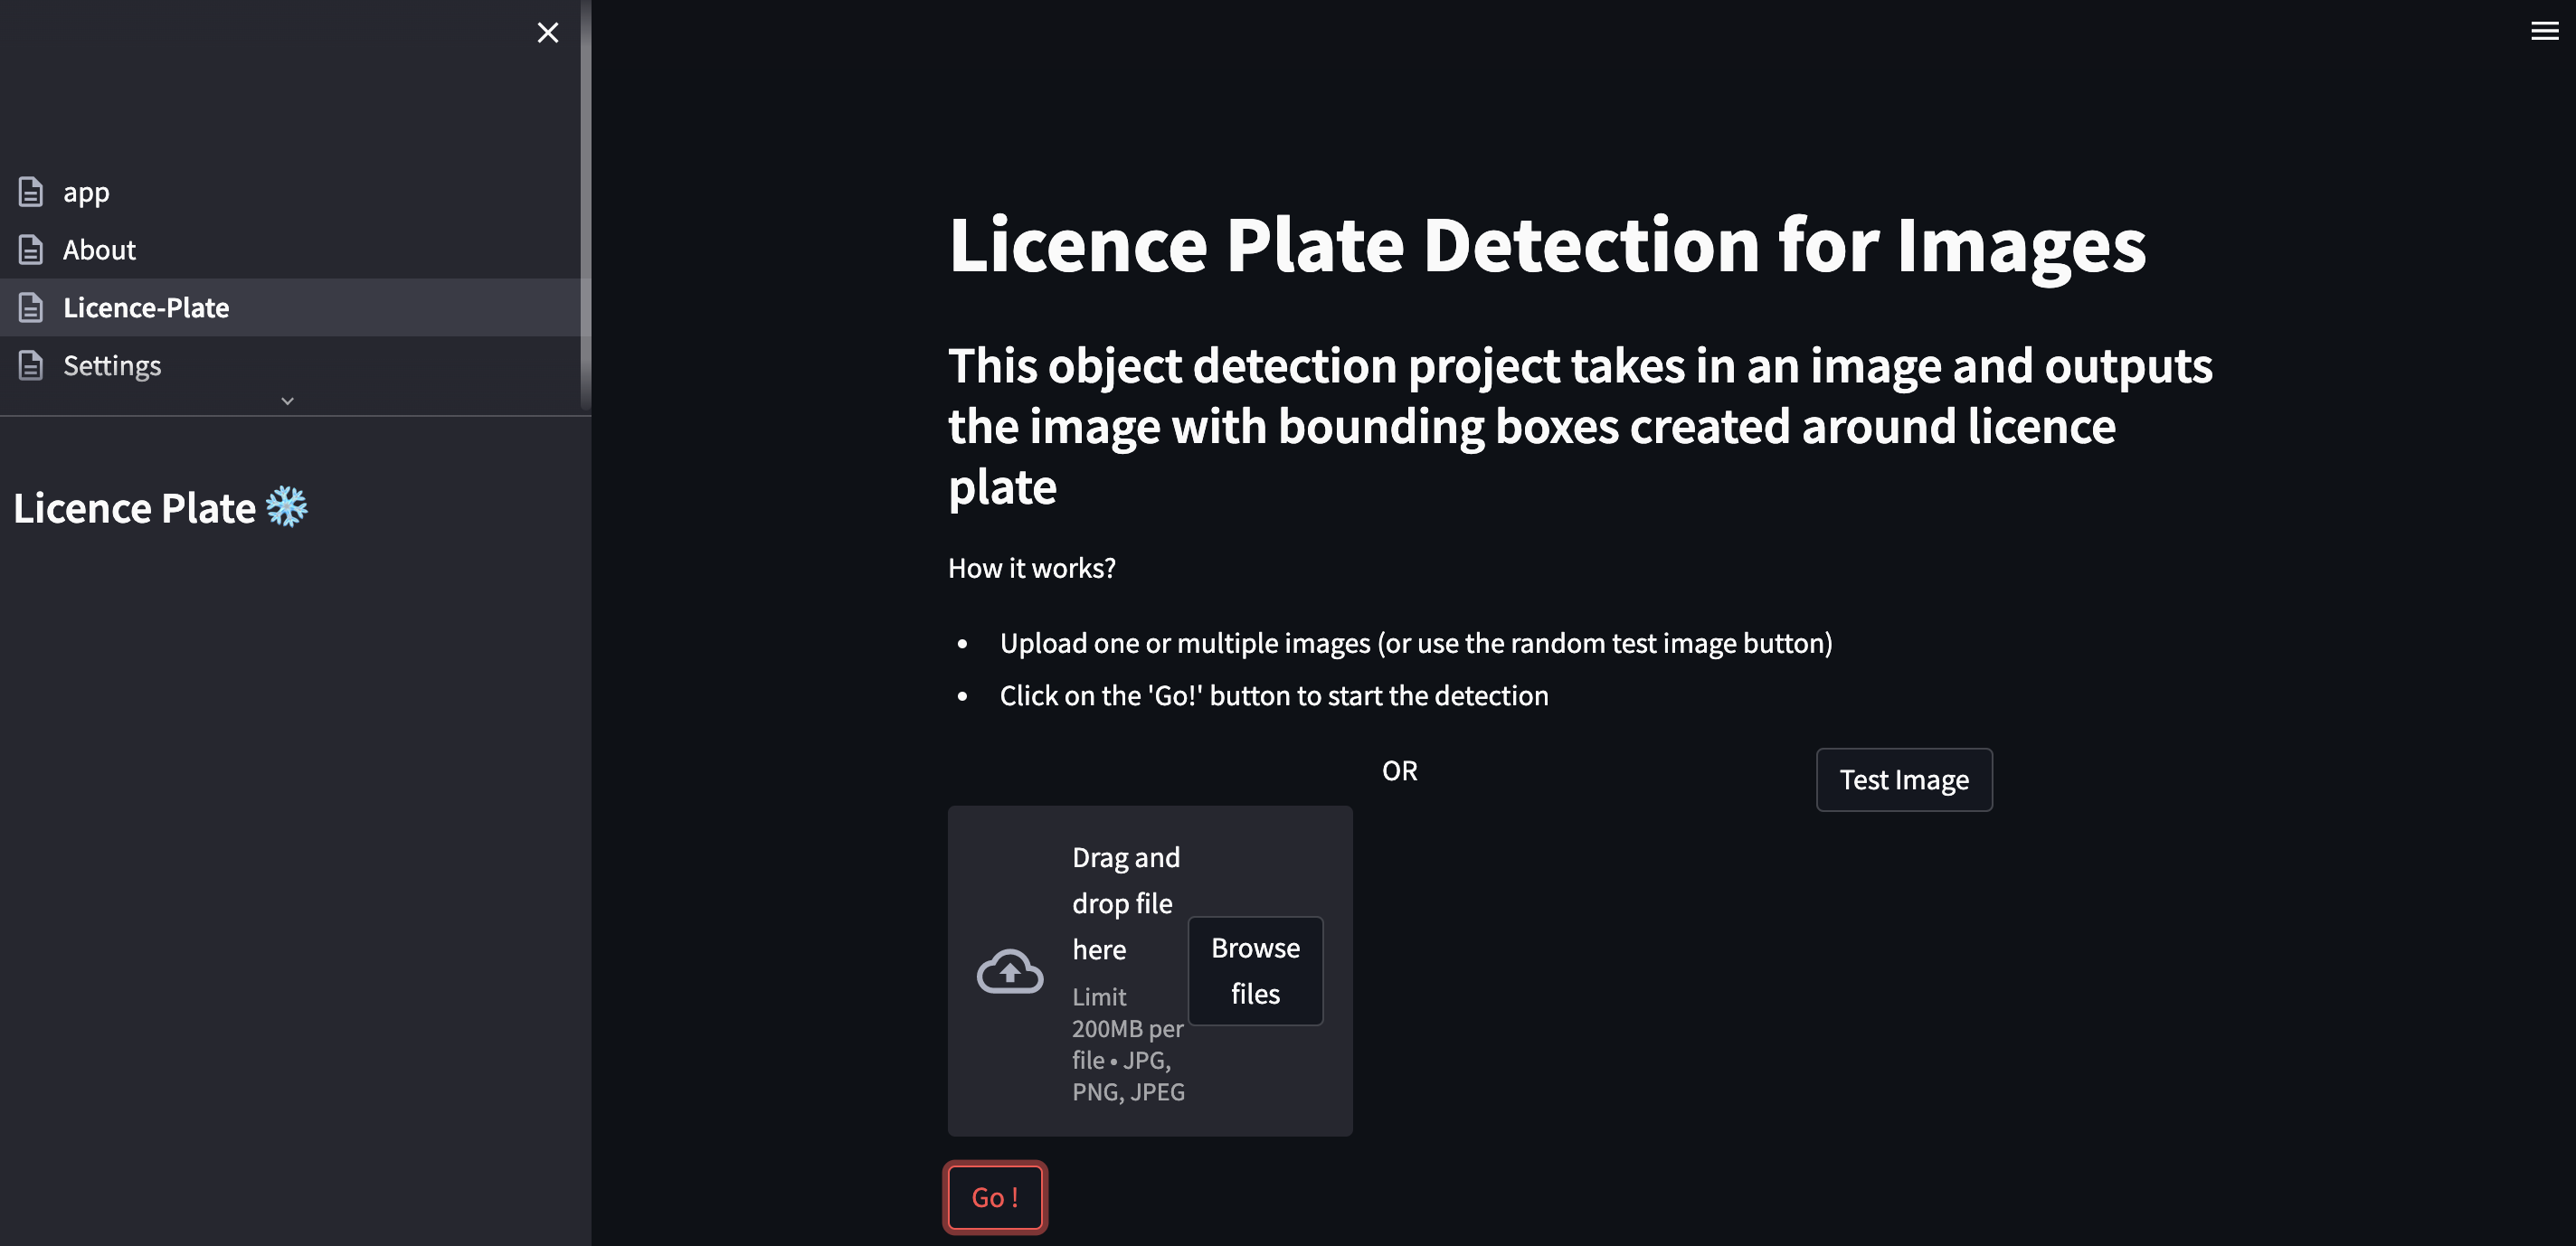 app
About
Licence-Plate
Settings
Licence Plate
Licence Plate Detection for Images
This object detection project takes in an image and outputs
the image with bounding boxes created around licence
plate
How it works?
• Upload one or multiple images (or use the random test image button)
• Click on the 'Go!' button to start the detection
OR
Test Image
Drag and
drop file
here
Limit
200MB per
file • JPG,
PNG, JPEG
Browse
files
Go !